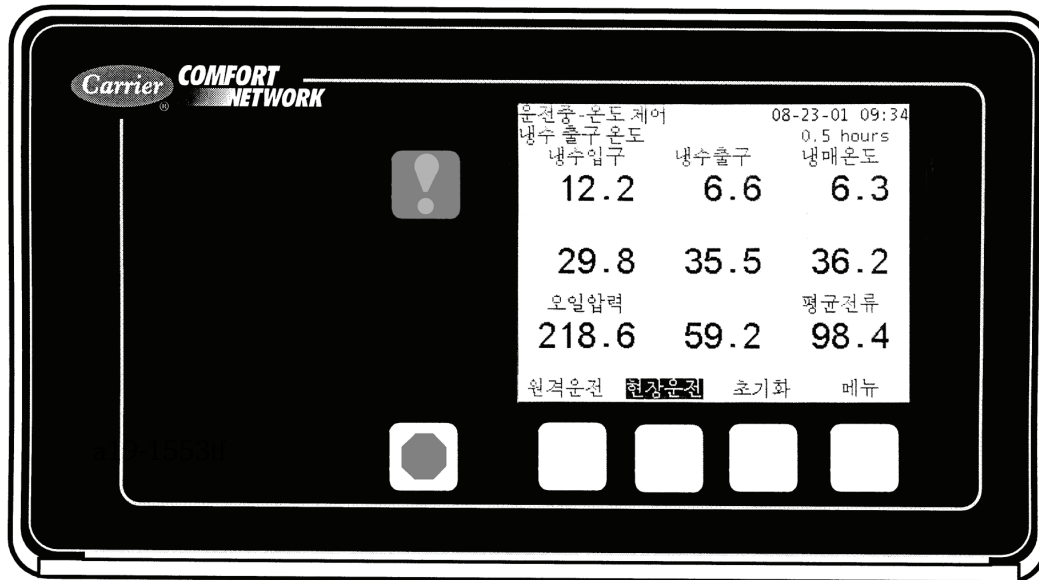 Carrier
®
COMFORT
NETWORK
운전중-온도 제어 08-23-01 09:34
냉수 출구 온도 0.5 hours
냉수입구 냉수출구 냉매온도
12.2 6.6 6.3
29.8 35.5 36.2
오일압력 평균전류
218.6 59.2 98.4
원격운전 현장운전 초기화 메뉴